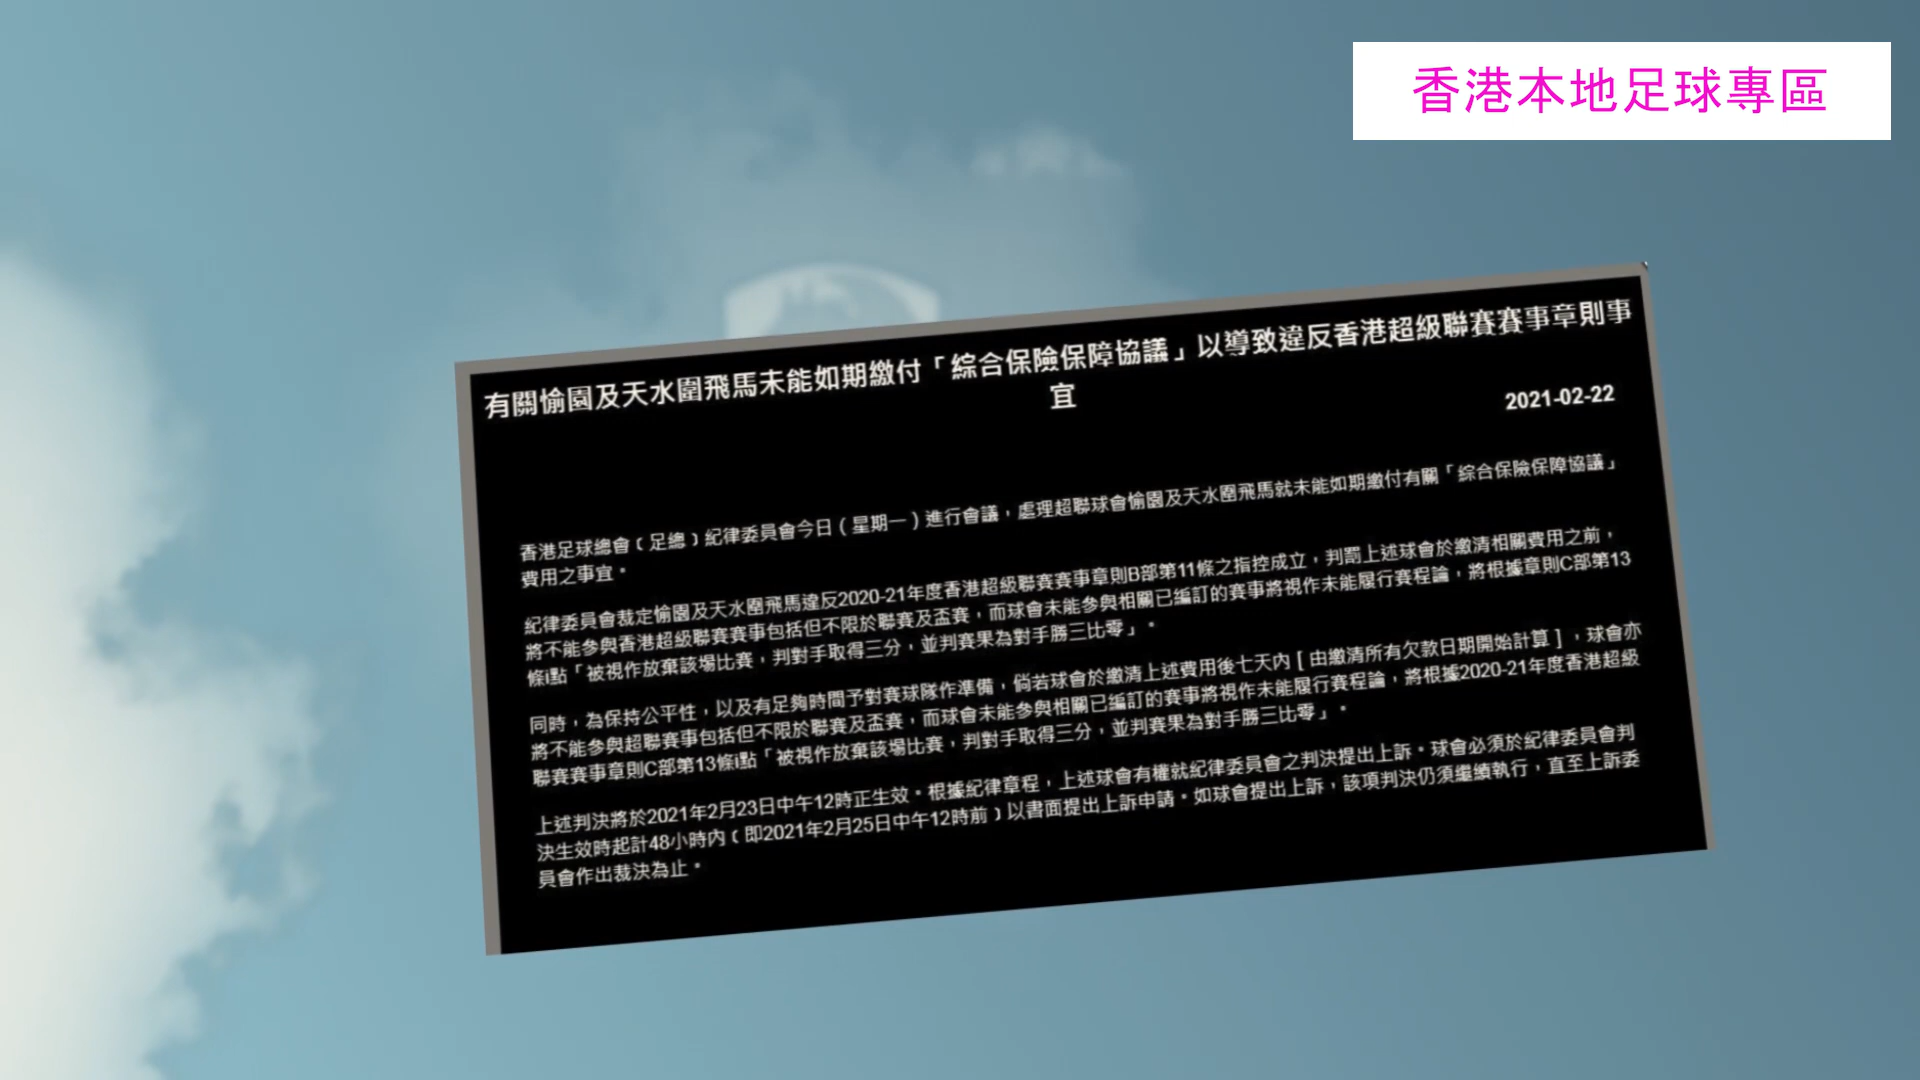 香港本地足球專區
有關愉園及天水圍飛馬未能如期繳付「綜合保險保障協議」以導致違反香港超級聯賽賽事章則事
宜
2021-02-22
香港足球總會﹝足總﹞紀律委員會今日(星期一)進行會議，處理超聯球會愉園及天水圍飛馬就未能如期繳付有關「綜合保險保障協議」
費用之事宜。
紀律委員會裁定愉園及天水圍飛馬違反2020-21年度香港超級聯賽賽事章則B部第11條之指控成立，判罰上述球會於繳清相關費用之前，
將不能參與香港超級聯賽賽事包括但不限於聯賽及盃賽，而球會未能參與相關已編訂的賽事將視作未能履行賽程論，將根據章則C部第13
條i點「被視作放棄該場比賽，判對手取得三分，並判賽果為對手勝三比零」。
同時，為保持公平性，以及有足夠時間予對賽球隊作準備，倘若球會於繳清上述費用後七天內 [ 由繳清所有欠款日期開始計算 ] ，球會亦
將不能參與超聯賽事包括但不限於聯賽及盃賽，而球會未能參與相關已編訂的賽事將視作未能履行賽程論，將根據2020-21年度香港超級
聯賽賽事章則C部第13條i點「被視作放棄該場比賽，判對手取得三分，並判賽果為對手勝三比零」。
上述判決將於2021年2月23日中午12時正生效。根據紀律章程，上述球會有權就紀律委員會之判決提出上訴。球會必須於紀律委員會判
決生效時起計48小時內﹝即2021年2月25日中午12時前﹞以書面提出上訴申請。如球會提出上訴，該項判決仍須繼續執行，直至上訴委
員會作出裁決為止。